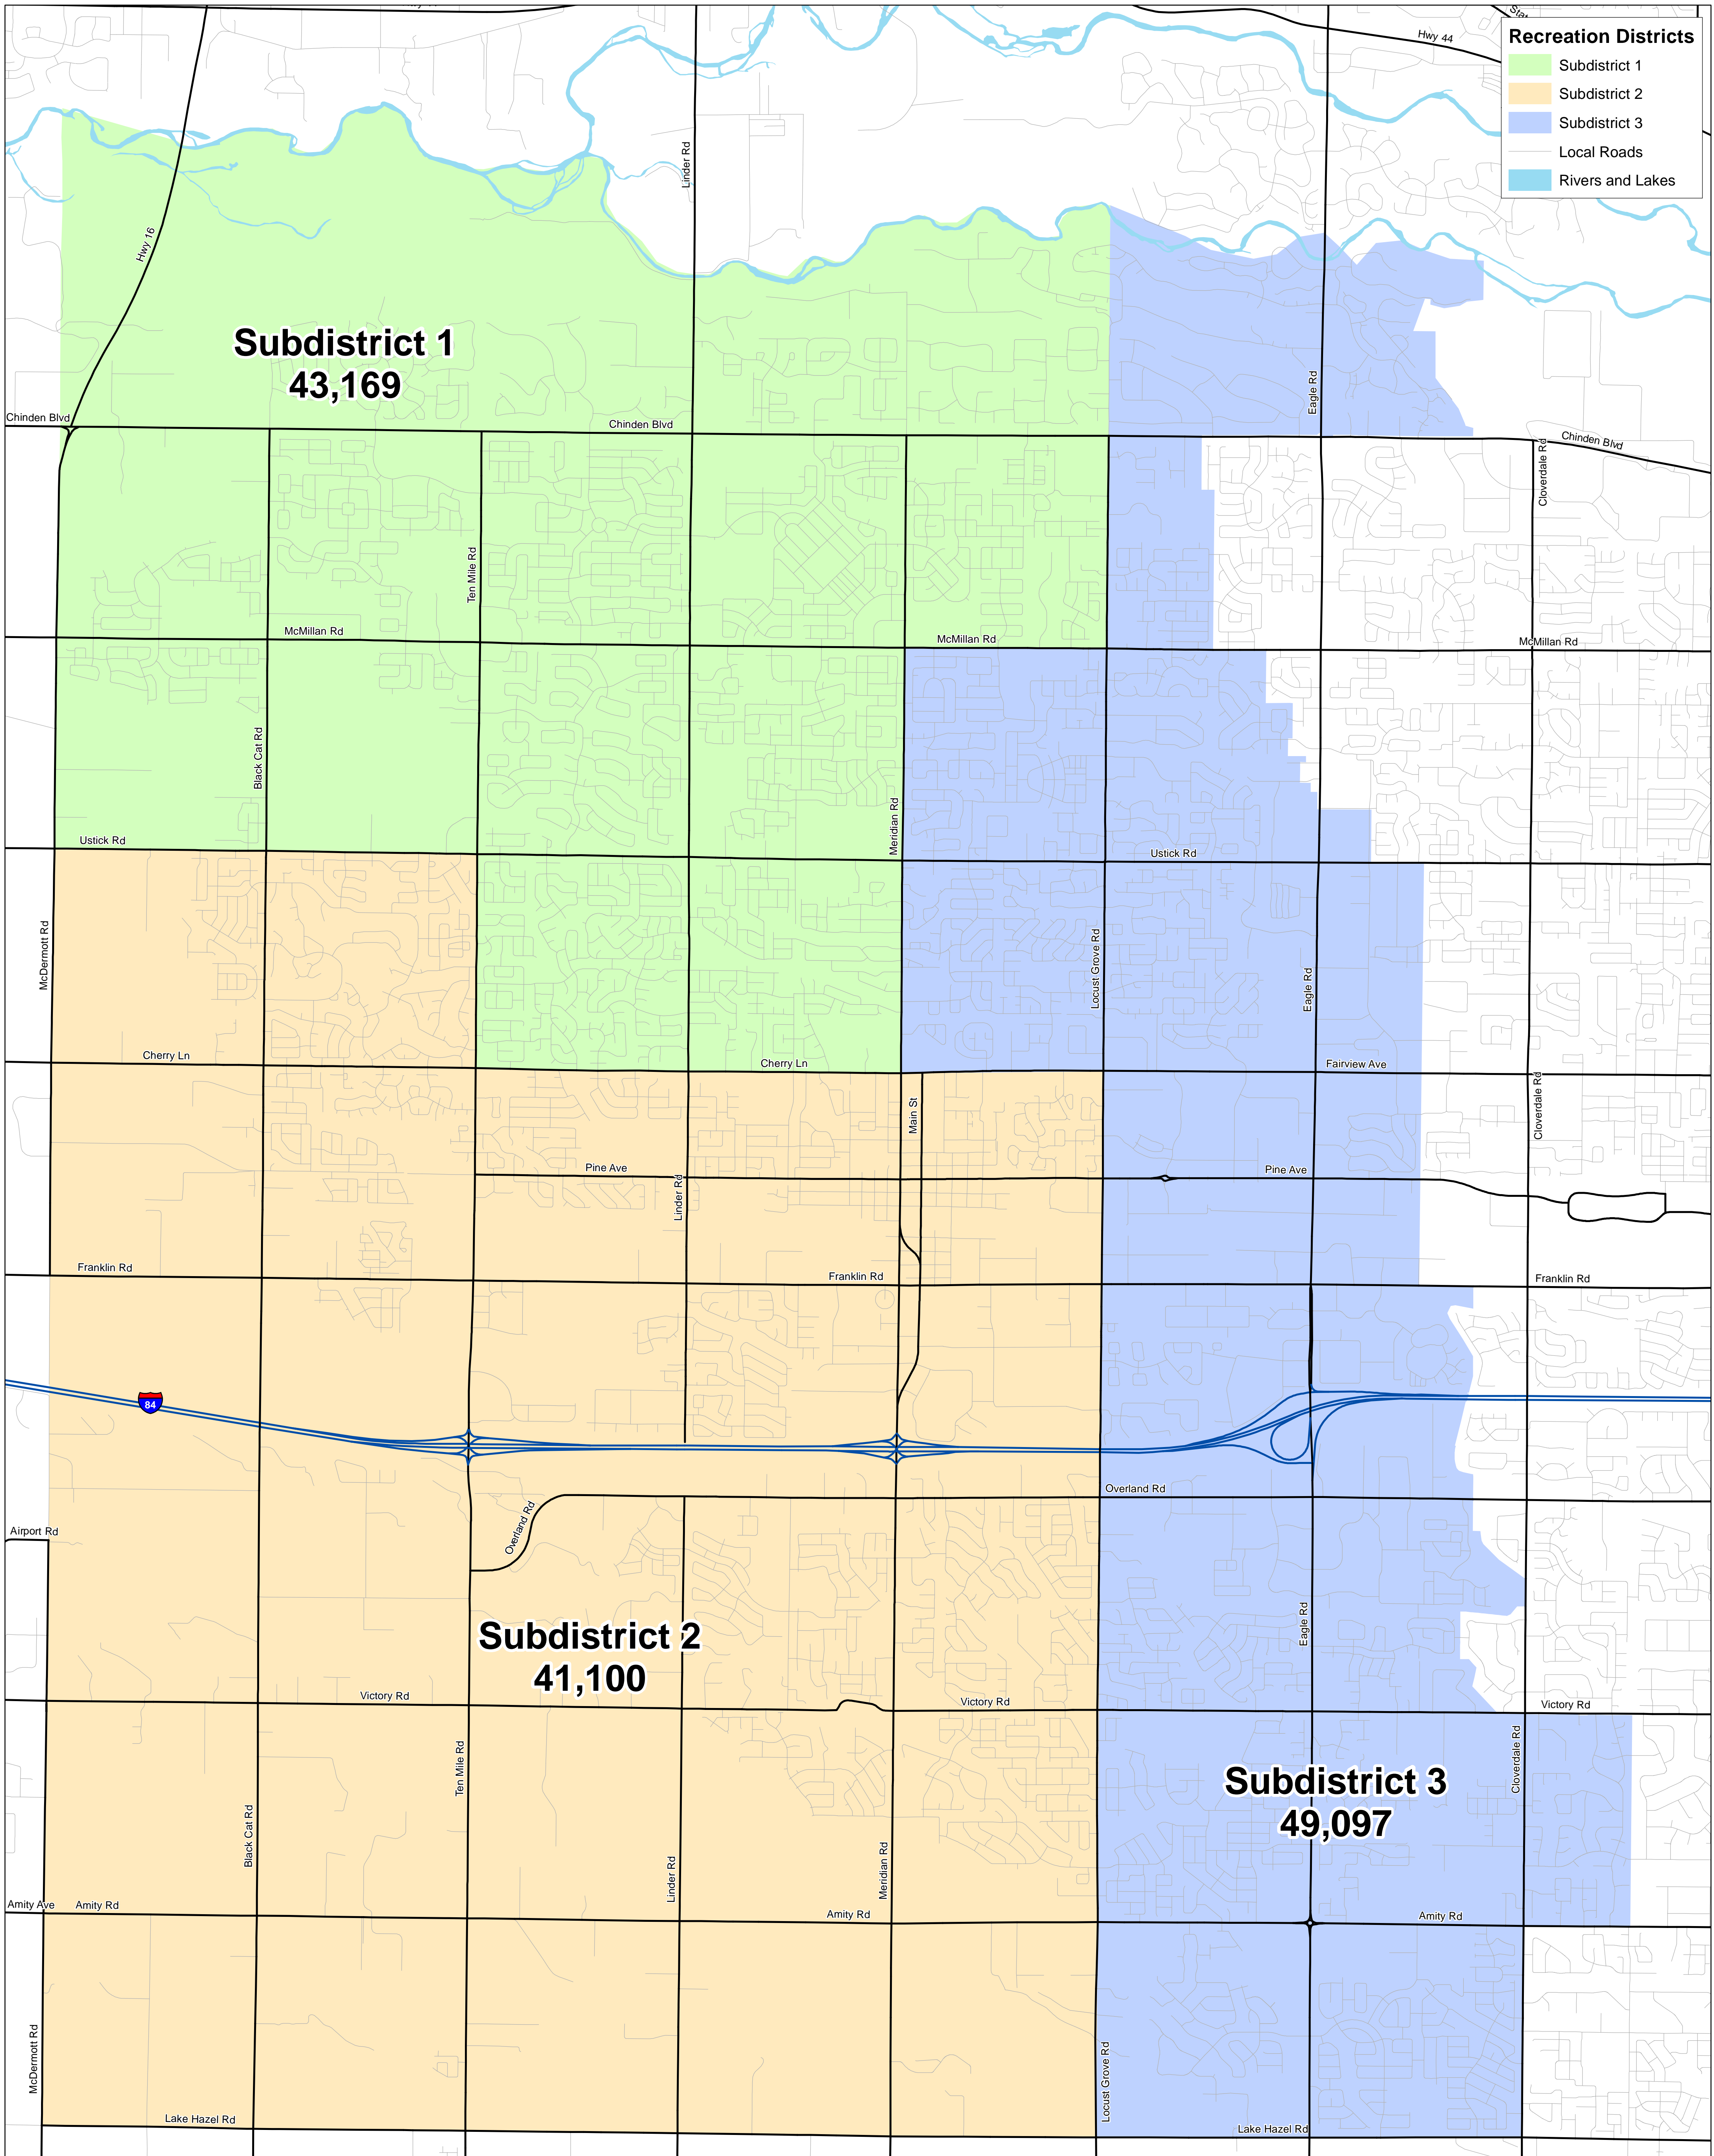 Hwy 44
Recreation Districts
Subdistrict 1
Subdistrict 2
Subdistrict 3
Local Roads
Rivers and Lakes
Linder Rd
Hwy 16
Subdistrict 1
43,169
Eagle Rd
Chinden Blvd
Chinden Blvd
Chinden Blvd
Cloverdale Rd
Ten Mile Rd
McMillan Rd
McMillan Rd
McMillan Rd
Black Cat Rd
Meridian Rd
Ustick Rd
Ustick Rd
McDermott Rd
Locust Grove Rd
Eagle Rd
Cherry Ln
Cherry Ln
Fairview Ave
Main St
Cloverdale Rd
Pine Ave
Pine Ave
Linder Rd
Franklin Rd
Franklin Rd
Franklin Rd
84
Overland Rd
Overland Rd
Airport Rd
Subdistrict 2
41,100
Eagle Rd
Victory Rd
Victory Rd
Victory Rd
Ten Mile Rd
Cloverdale Rd
Subdistrict 3
49,097
Black Cat Rd
Linder Rd
Meridian Rd
Amity Ave
Amity Rd
Amity Rd
Amity Rd
McDermott Rd
Locust Grove Rd
Lake Hazel Rd
Lake Hazel Rd